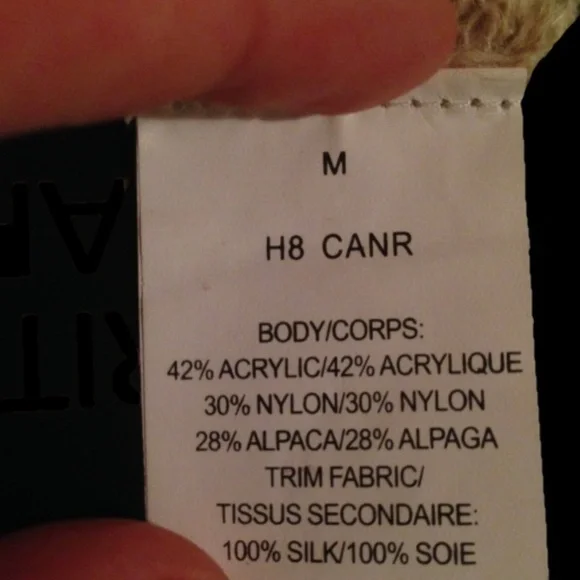 M
H8 CANR
BODY/CORPS:
42% ACRYLIC/42% ACRYLIQUE
30% NYLON/30% NYLON
28% ALPACA/28% ALPAGA
TRIM FABRIC/
TISSUS SECONDAIRE:
100% SILK/100% SOIE